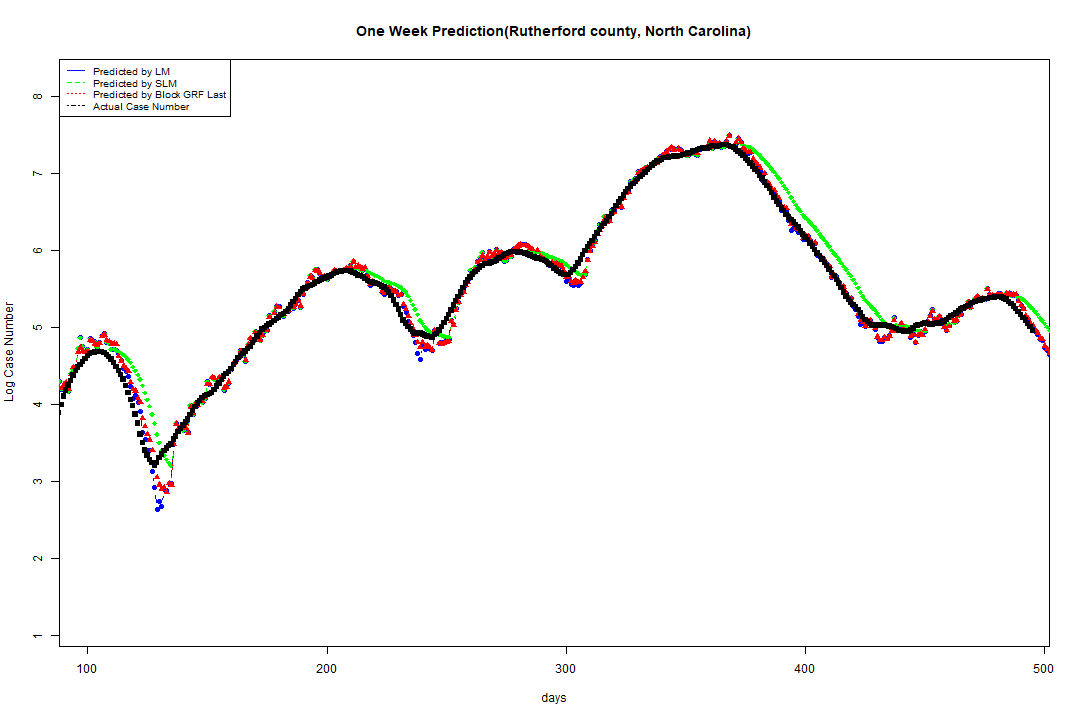 One Week Prediction(Rutherford county, North Carolina)
Predicted by LM
Predicted by SLM
Predicted by Block GRF Last
Actual Case Number
Log Case Number
8
7
6
5
4
3
2
1
100 200 300 400 500
days